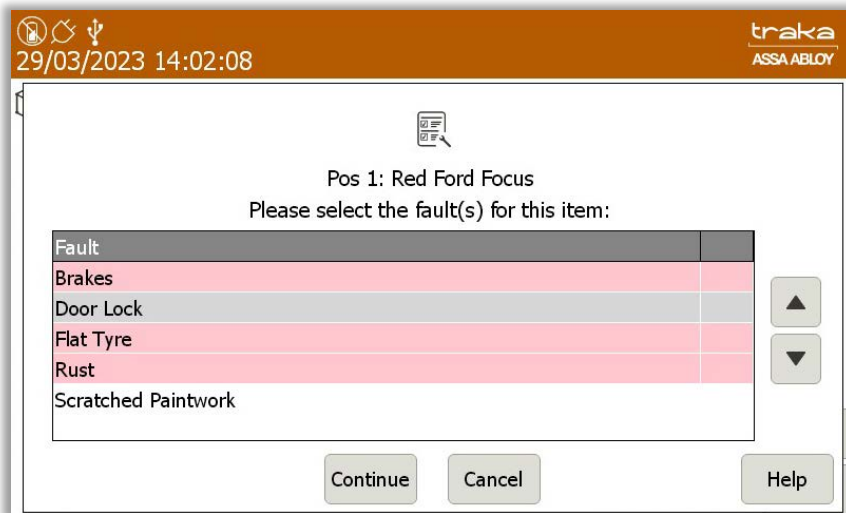 29/03/2023 14:02:08
traka
ASSA ABLOY
Pos 1: Red Ford Focus
Please select the fault(s) for this item:
Fault
Brakes
Door Lock
Flat Tyre
Rust
Scratched Paintwork
Continue Cancel Help